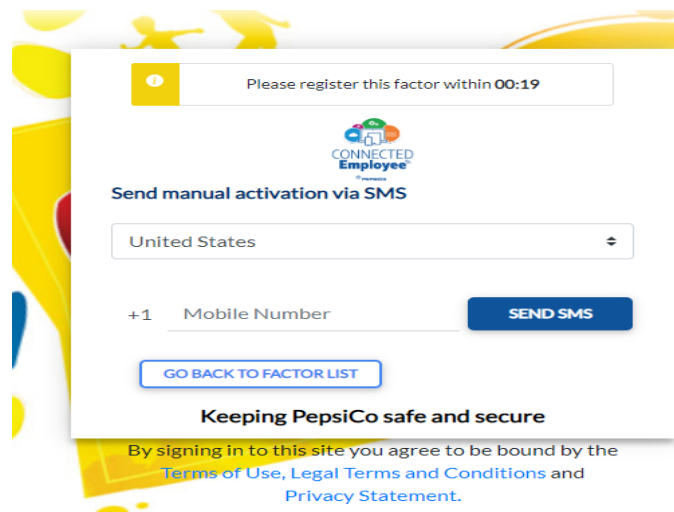 Please register this factor within 00:19
CONNECTED
Employee
PEPSICO
Send manual activation via SMS
United States
+1 Mobile Number SEND SMS
GO BACK TO FACTOR LIST
Keeping PepsiCo safe and secure
By signing in to this site you agree to be bound by the
Terms of Use, Legal Terms and Conditions and
Privacy Statement.